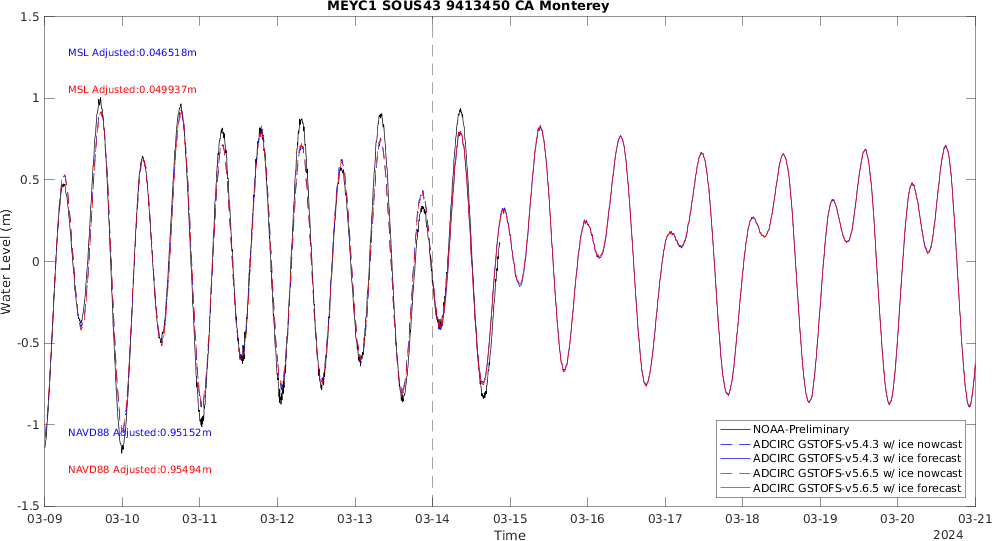 MEYC1 SOUS43 9413450 CA Monterey
1.5
MSL Adjusted:0.046518m
MSL Adjusted:0.049937m
1
0.5
Water Level (m)
0
-0.5
-1
NAVD88 Adjusted:0.95152m
NAVD88 Adjusted:0.95494m
NOAA-Preliminary
ADCIRC GSTOFS-v5.4.3 w/ ice nowcast
ADCIRC GSTOFS-v5.4.3 w/ ice forecast
ADCIRC GSTOFS-v5.6.5 w/ ice nowcast
ADCIRC GSTOFS-v5.6.5 w/ ice forecast
-1.5
03-09 03-10 03-11 03-12 03-13 03-14 03-15 03-16 03-17 03-18 03-19 03-20 03-21
Time
2024